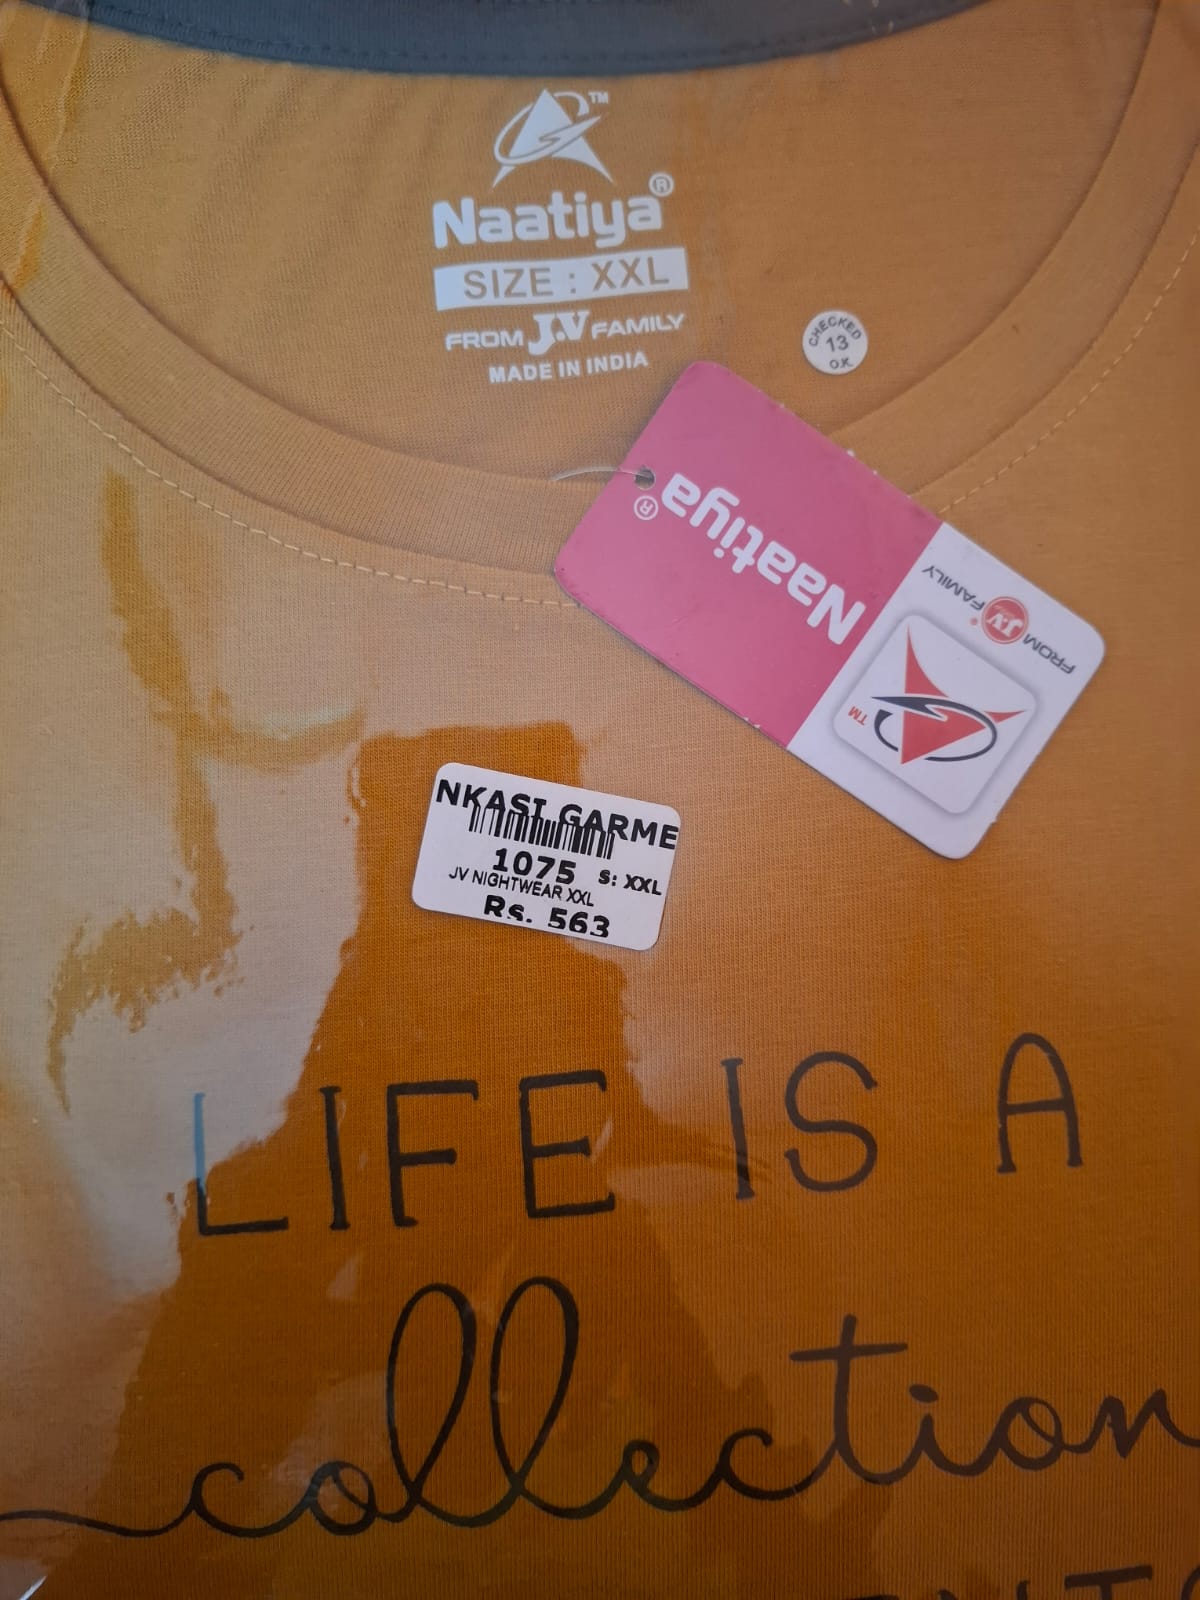 TM
Naatiya®
SIZE : XXL
FROM J.V FAMILY
MADE IN INDIA
CHECKED
13
O.K
Naatiya®
FROM J.V FAMILY
TM
NKASI GARME
1075 S: XXL
JV NIGHTWEAR XXL
Rs. 563
LIFE IS A
collection